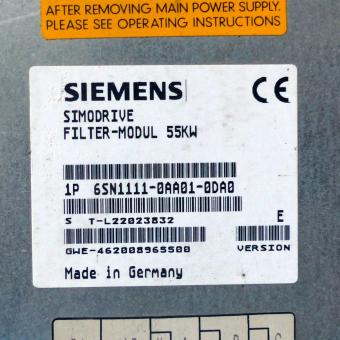 AFTER REMOVING MAIN POWER SUPPLY.
PLEASE SEE OPERATING INSTRUCTIONS
SIEMENS CE
SIMODRIVE
FILTER-MODUL 55KW
1P 6SN1111-0AA01-0DA0
S T-L22023832 E
GWE-462008965500 VERSION
Made in Germany